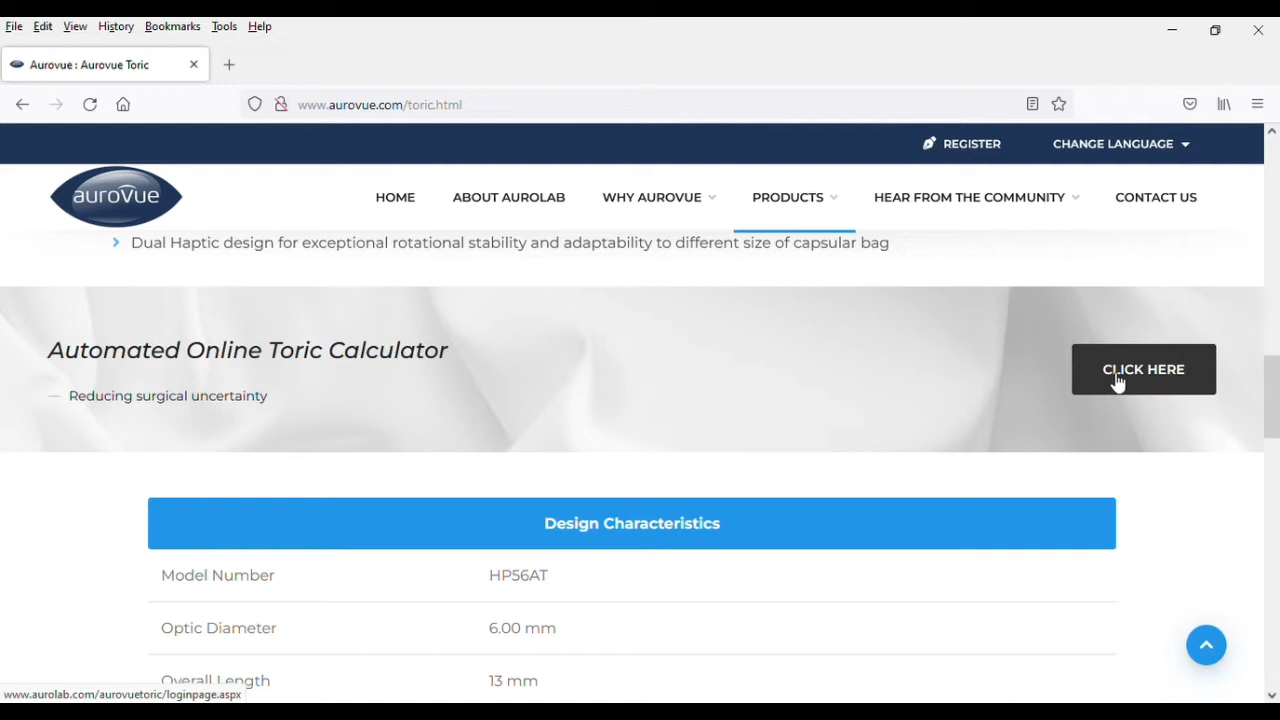 File Edit View History Bookmarks Tools Help
Aurovue : Aurovue Toric
www.aurovue.com/toric.html
REGISTER CHANGE LANGUAGE
aurovue HOME ABOUT AUROLAB WHY AUROVUE PRODUCTS HEAR FROM THE COMMUNITY CONTACT US
Dual Haptic design for exceptional rotational stability and adaptability to different size of capsular bag
Automated Online Toric Calculator
CLICK HERE
— Reducing surgical uncertainty
Design Characteristics
Model Number HP56AT
Optic Diameter 6.00 mm
Overall Length 13 mm
www.aurolab.com/aurovuetoric/loginpage.aspx